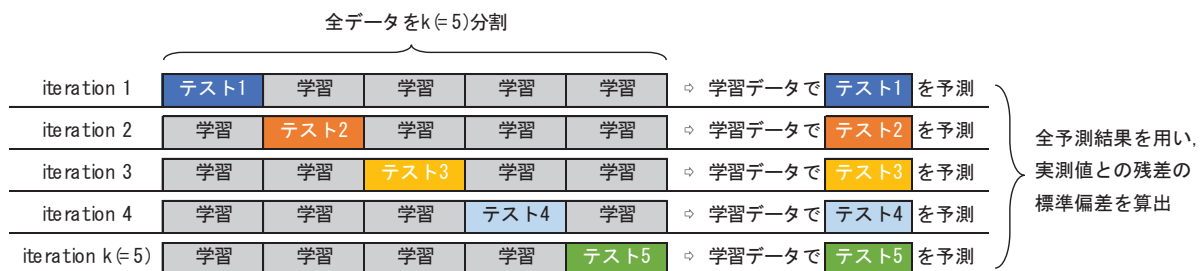 全データをk(=5)分割
iteration 1 テスト1 学習 学習 学習 学習 ⇨ 学習データで テスト1 を予測
iteration 2 学習 テスト2 学習 学習 学習 ⇨ 学習データで テスト2 を予測
iteration 3 学習 学習 テスト3 学習 学習 ⇨ 学習データで テスト3 を予測
iteration 4 学習 学習 学習 テスト4 学習 ⇨ 学習データで テスト4 を予測
iteration k(=5) 学習 学習 学習 学習 テスト5 ⇨ 学習データで テスト5 を予測
全予測結果を用い,
実測値との残差の
標準偏差を算出